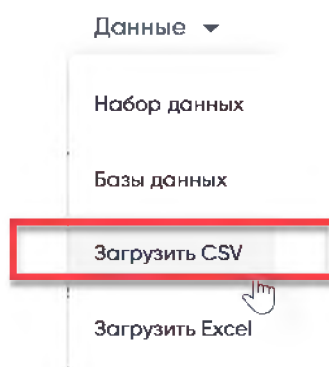 Данные
Набор данных
Базы данных
Загрузить CSV
Загрузить Excel